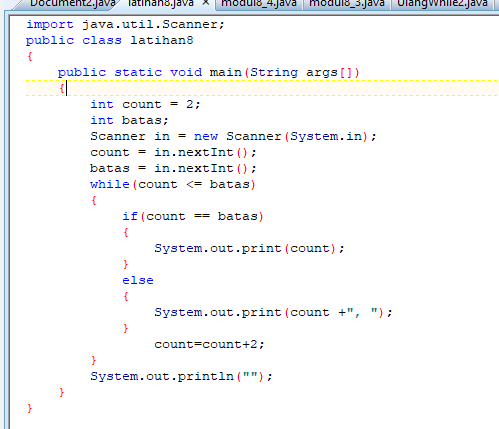 Document2.java latihan8.java × modul8_4.java modul8_3.java UlangWhile2.java
import java.util.Scanner;
public class latihan8
{
    public static void main(String args[])
    {
        int count = 2;
        int batas;
        Scanner in = new Scanner(System.in);
        count = in.nextInt();
        batas = in.nextInt();
        while(count <= batas)
        {
            if(count == batas)
            {
                System.out.print(count);
            }
            else
            {
                System.out.print(count +", ");
            }
                count=count+2;
        }
        System.out.println("");
    }
}